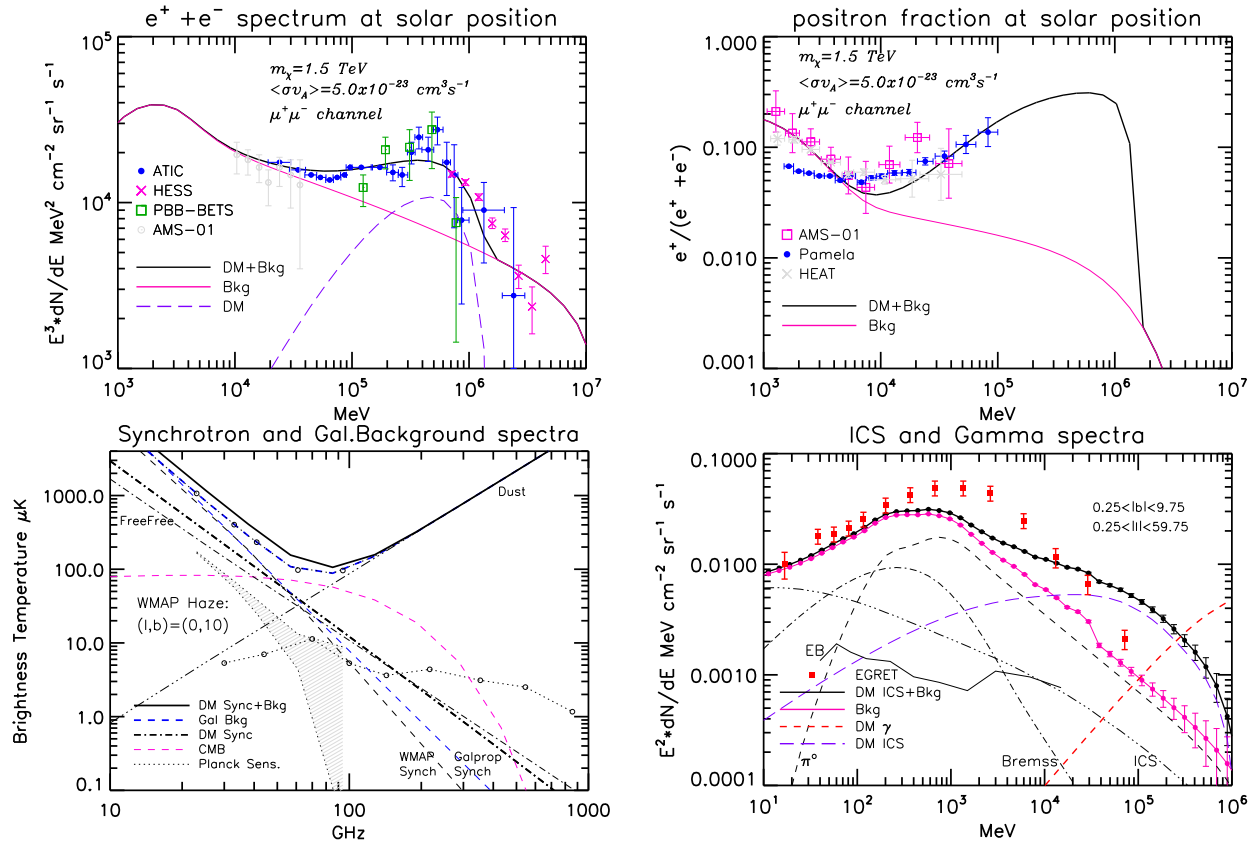 e⁺ +e⁻ spectrum at solar position
10⁵
10⁴
10³
E³*dN/dE MeV² cm⁻² sr⁻¹ s⁻¹
mχ=1.5 TeV
<σv_A>=5.0x10⁻²³ cm³s⁻¹
μ⁺μ⁻ channel
ATIC
HESS
PBB-BETS
AMS-01
DM+Bkg
Bkg
DM
10³ 10⁴ 10⁵ 10⁶ 10⁷
MeV
positron fraction at solar position
1.000
0.100
0.010
0.001
e⁺/(e⁺ +e⁻)
mχ=1.5 TeV
<σv_A>=5.0x10⁻²³ cm³s⁻¹
μ⁺μ⁻ channel
AMS-01
Pamela
HEAT
DM+Bkg
Bkg
10³ 10⁴ 10⁵ 10⁶ 10⁷
MeV
Synchrotron and Gal.Background spectra
1000.0
100.0
10.0
1.0
0.1
Brightness Temperature μK
FreeFree
Dust
WMAP Haze:
(l,b)=(0,10)
DM Sync+Bkg
Gal Bkg
DM Sync
CMB
Planck Sens.
WMAP Galprop
Synch Synch
10 100 1000
GHz
ICS and Gamma spectra
0.1000
0.0100
0.0010
0.0001
E²*dN/dE MeV cm⁻² sr⁻¹ s⁻¹
0.25<|b|<9.75
0.25<|l|<59.75
EB
EGRET
DM ICS+Bkg
Bkg
DM γ
DM ICS
π⁰
Bremss
ICS
10¹ 10² 10³ 10⁴ 10⁵ 10⁶
MeV